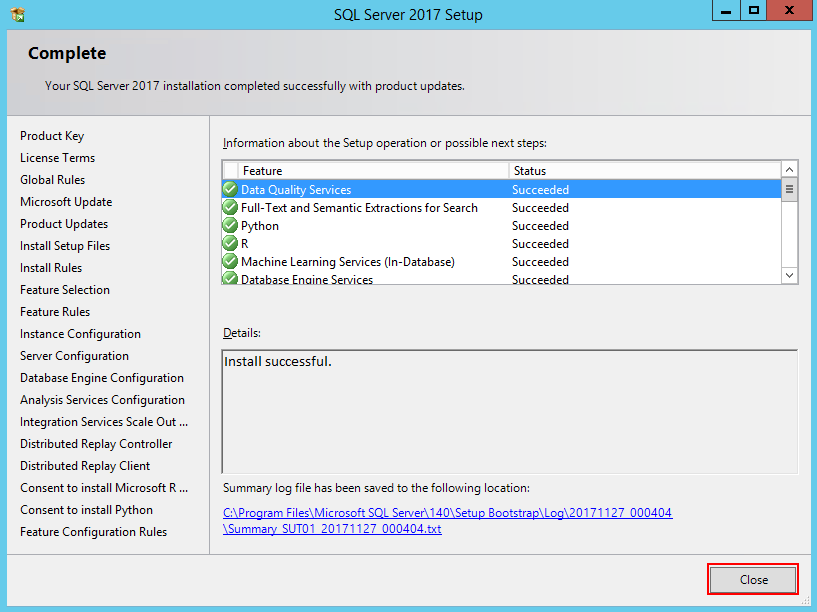 SQL Server 2017 Setup
Complete
Your SQL Server 2017 installation completed successfully with product updates.
Product Key
License Terms
Global Rules
Microsoft Update
Product Updates
Install Setup Files
Install Rules
Feature Selection
Feature Rules
Instance Configuration
Server Configuration
Database Engine Configuration
Analysis Services Configuration
Integration Services Scale Out ...
Distributed Replay Controller
Distributed Replay Client
Consent to install Microsoft R ...
Consent to install Python
Feature Configuration Rules
Information about the Setup operation or possible next steps:
Feature Status
Data Quality Services Succeeded
Full-Text and Semantic Extractions for Search Succeeded
Python Succeeded
R Succeeded
Machine Learning Services (In-Database) Succeeded
Database Engine Services Succeeded
Details:
Install successful.
Summary log file has been saved to the following location:
C:\Program Files\Microsoft SQL Server\140\Setup Bootstrap\Log\20171127_000404
\Summary_SUT01_20171127_000404.txt
Close